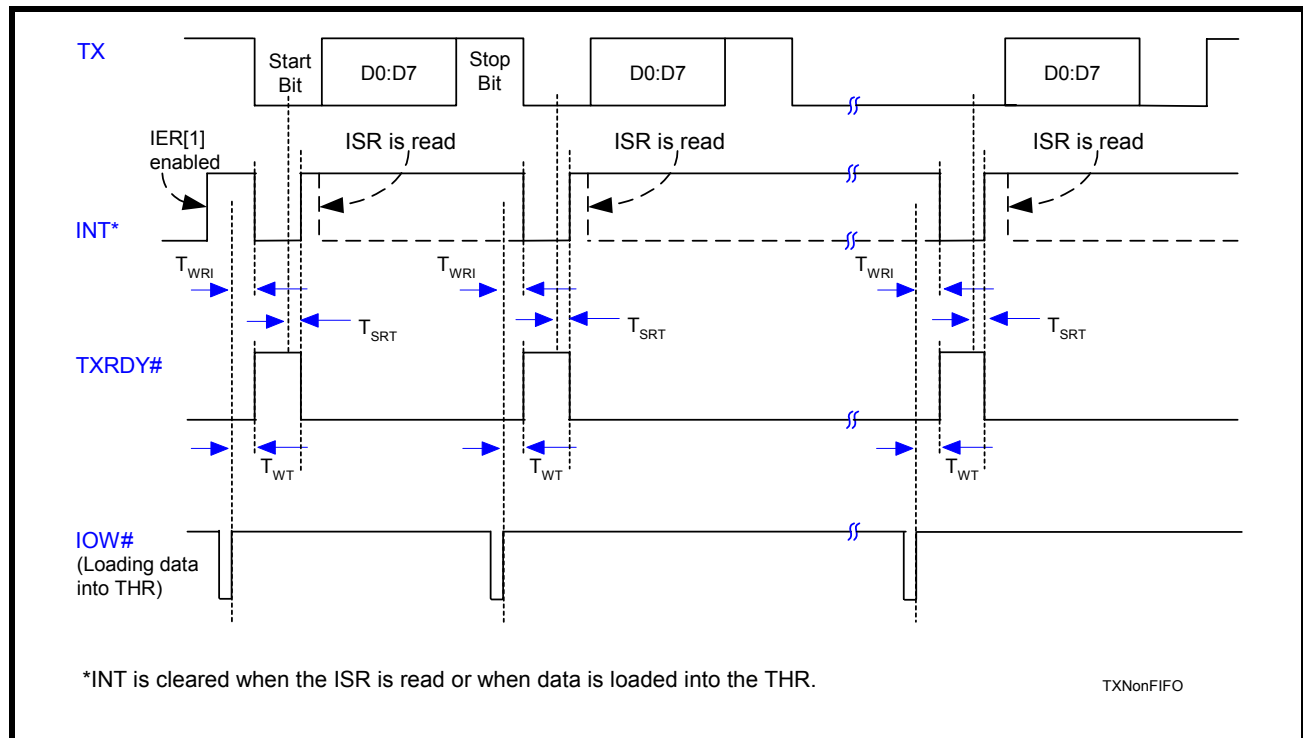 TX
Start
Bit
D0:D7
Stop
Bit
D0:D7
D0:D7
IER[1]
enabled
ISR is read
ISR is read
ISR is read
INT*
TWRI
TWRI
TWRI
TSRT
TSRT
TSRT
TXRDY#
TWT
TWT
TWT
IOW#
(Loading data
into THR)
*INT is cleared when the ISR is read or when data is loaded into the THR.
TXNonFIFO